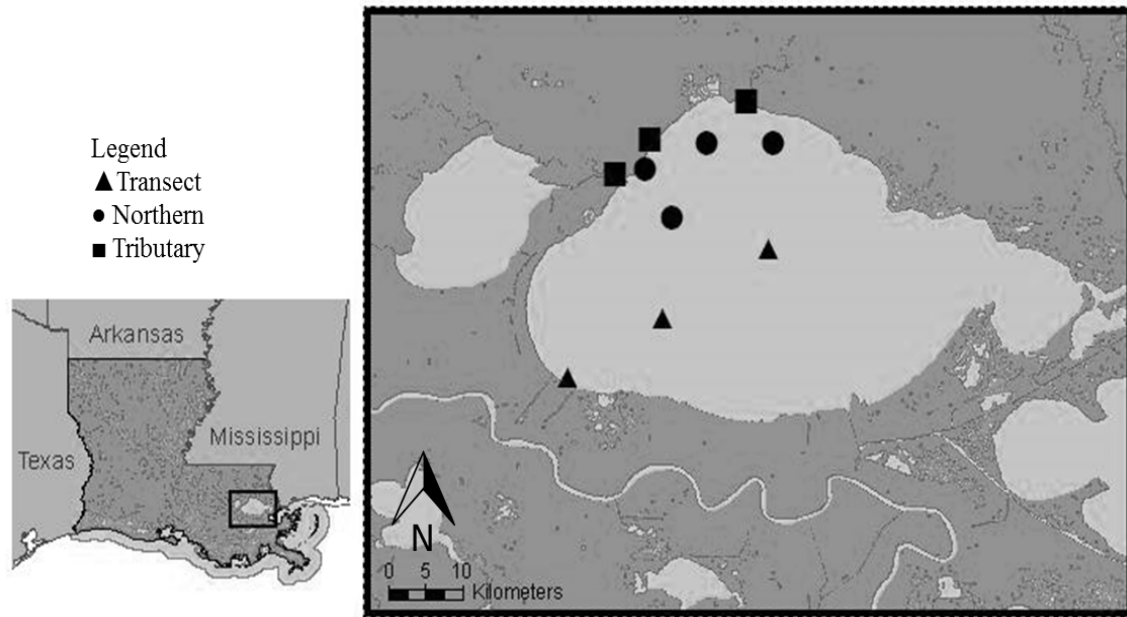 Legend
Transect
Northern
Tributary
Arkansas
Mississippi
Texas
N
0 5 10
Kilometers